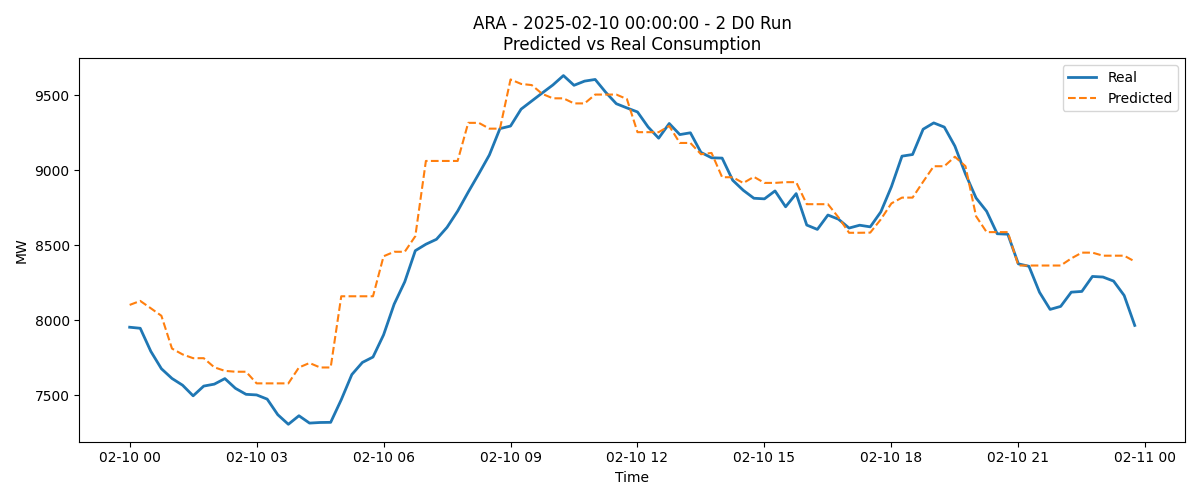 ARA - 2025-02-10 00:00:00 - 2 D0 Run
Predicted vs Real Consumption
Real
Predicted
MW
9500
9000
8500
8000
7500
02-10 00
02-10 03
02-10 06
02-10 09
02-10 12
02-10 15
02-10 18
02-10 21
02-11 00
Time